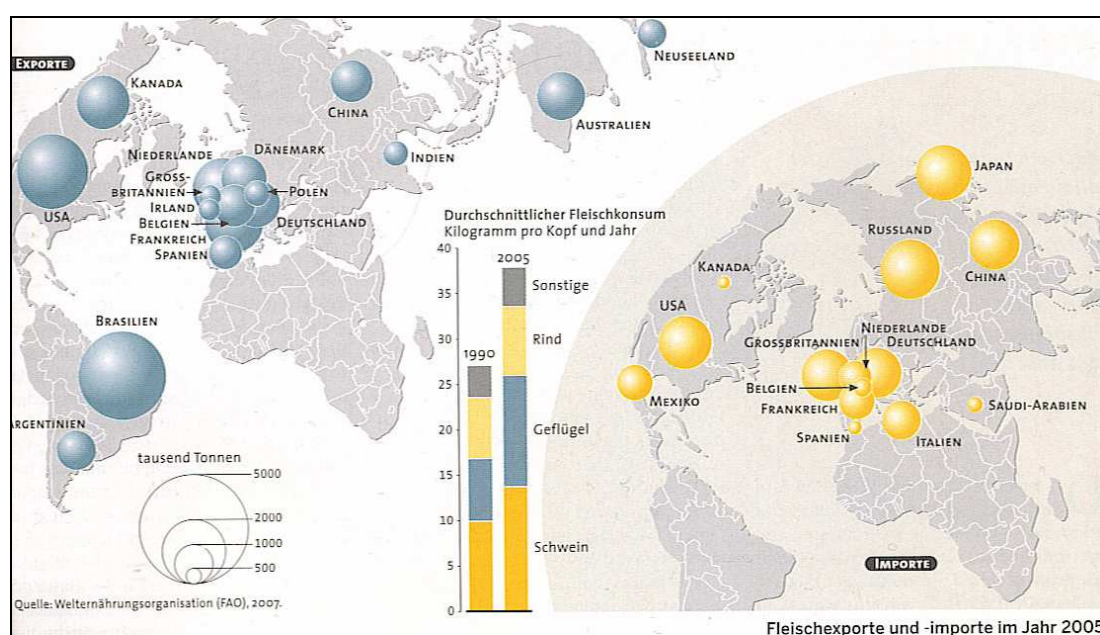 EXPORTE
KANADA
USA
NIEDERLANDE
DÄNEMARK
GROSS-
BRITANNIEN
IRLAND
BELGIEN
FRANKREICH
SPANIEN
POLEN
DEUTSCHLAND
CHINA
INDIEN
NEUSEELAND
AUSTRALIEN
BRASILIEN
ARGENTINIEN
tausend Tonnen
5000
2000
1000
500
Quelle: Welternährungsorganisation (FAO), 2007.
Durchschnittlicher Fleischkonsum
Kilogramm pro Kopf und Jahr
40
35
30
25
20
15
10
5
0
1990
2005
Sonstige
Rind
Geflügel
Schwein
JAPAN
RUSSLAND
CHINA
KANADA
USA
MEXIKO
GROSSBRITANNIEN
NIEDERLANDE
DEUTSCHLAND
BELGIEN
FRANKREICH
SPANIEN
ITALIEN
SAUDI-ARABIEN
IMPORTE
Fleischexporte und -importe im Jahr 2005